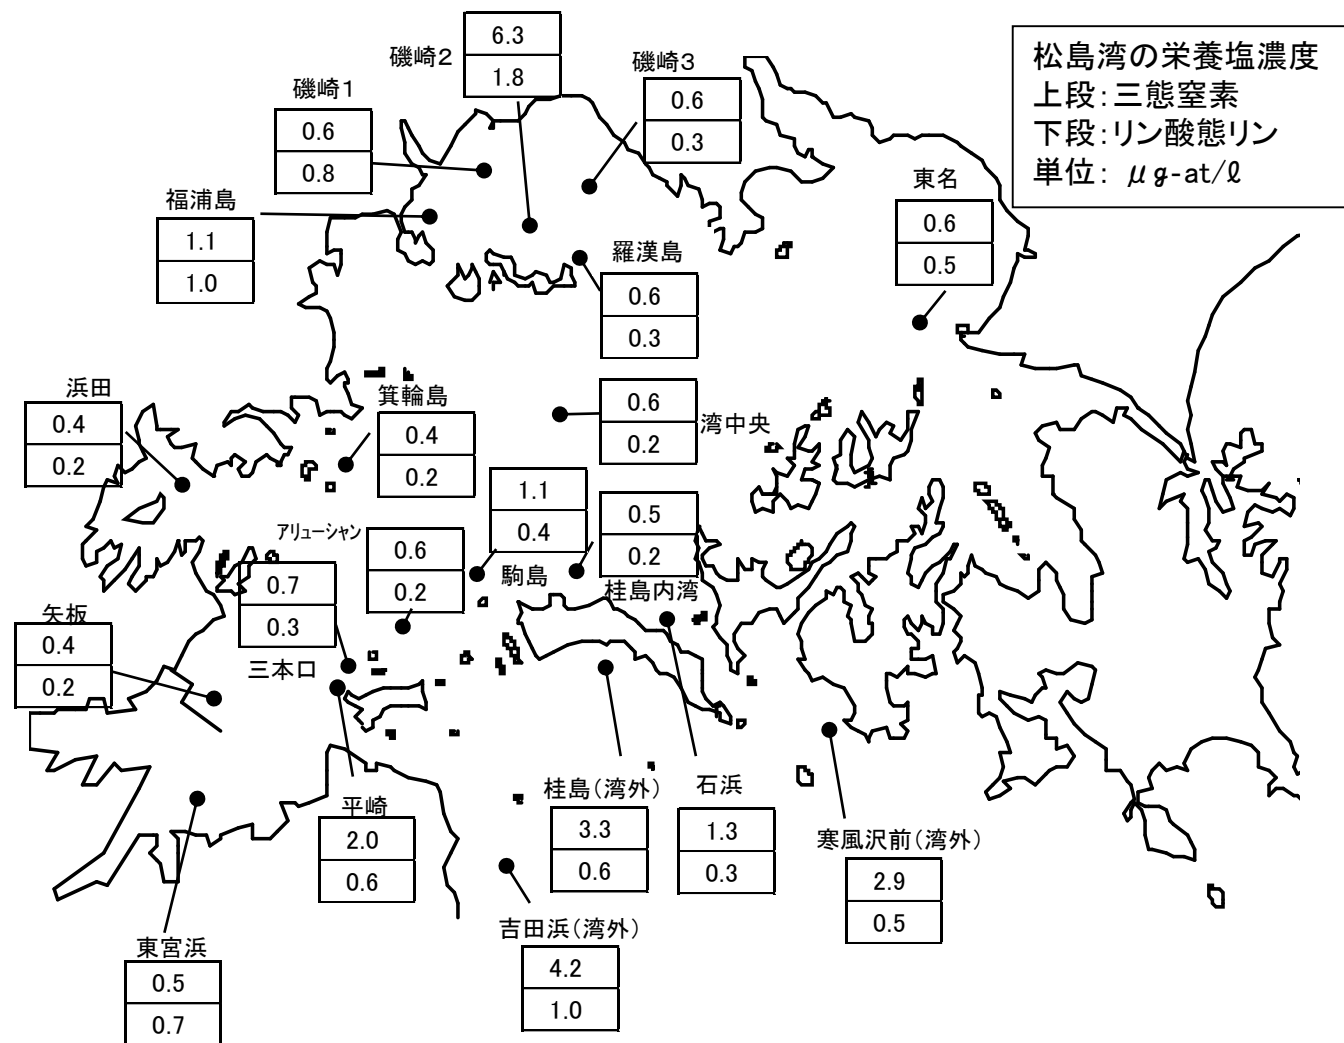 松島湾の栄養塩濃度
上段：三態窒素
下段：リン酸態リン
単位： μg-at/ℓ
磯崎2
6.3
1.8
磯崎3
0.6
0.3
磯崎1
0.6
0.8
東名
0.6
0.5
福浦島
1.1
1.0
羅漢島
0.6
0.3
浜田
0.4
0.2
箕輪島
0.4
0.2
0.6
0.2
湾中央
1.1
0.4
駒島
0.5
0.2
桂島内湾
アリューシャン
0.6
0.2
0.7
0.3
三本口
矢板
0.4
0.2
平崎
2.0
0.6
桂島（湾外）
3.3
0.6
石浜
1.3
0.3
寒風沢前（湾外）
2.9
0.5
吉田浜（湾外）
4.2
1.0
東宮浜
0.5
0.7